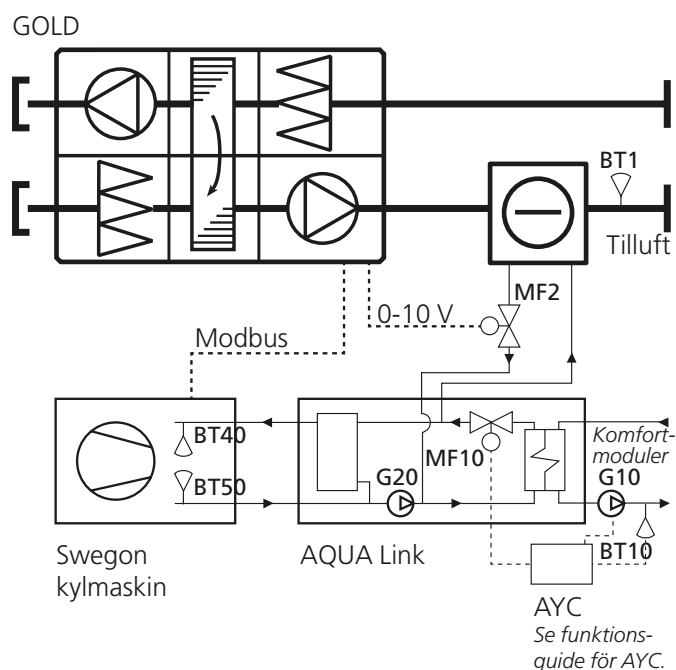 GOLD
BT1
Tilluft
MF2
0-10 V
Modbus
BT40
BT50
G20
MF10
Komfort-
moduler
G10
BT10
Swegon
kylmaskin
AQUA Link
AYC
Se funktions-
guide för AYC.